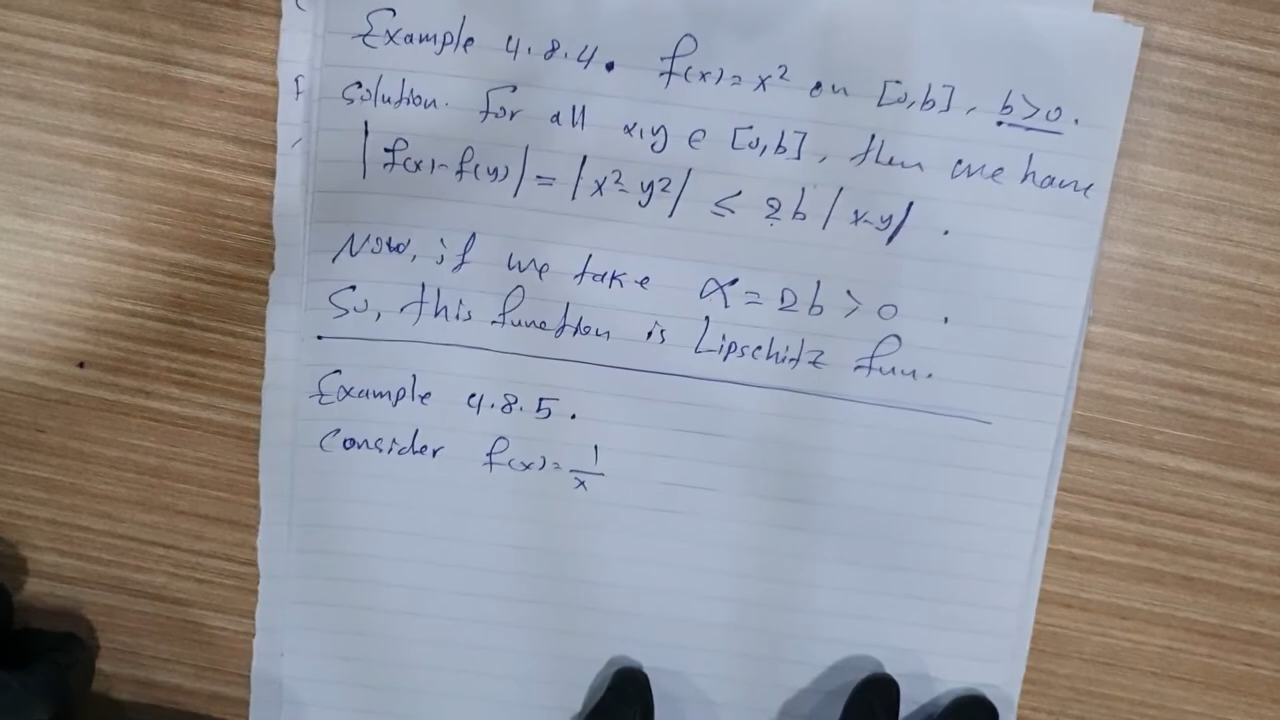 Example 4.8.4. f(x)=x² on [0,b], b>0.
Solution. For all x,y ∈ [0,b], then we have
|f(x)-f(y)| = |x²-y²| ≤ 2b|x-y|.
Now, if we take α=2b>0.
So, this function is Lipschitz fun.
Example 4.8.5.
Consider f(x)=1/x